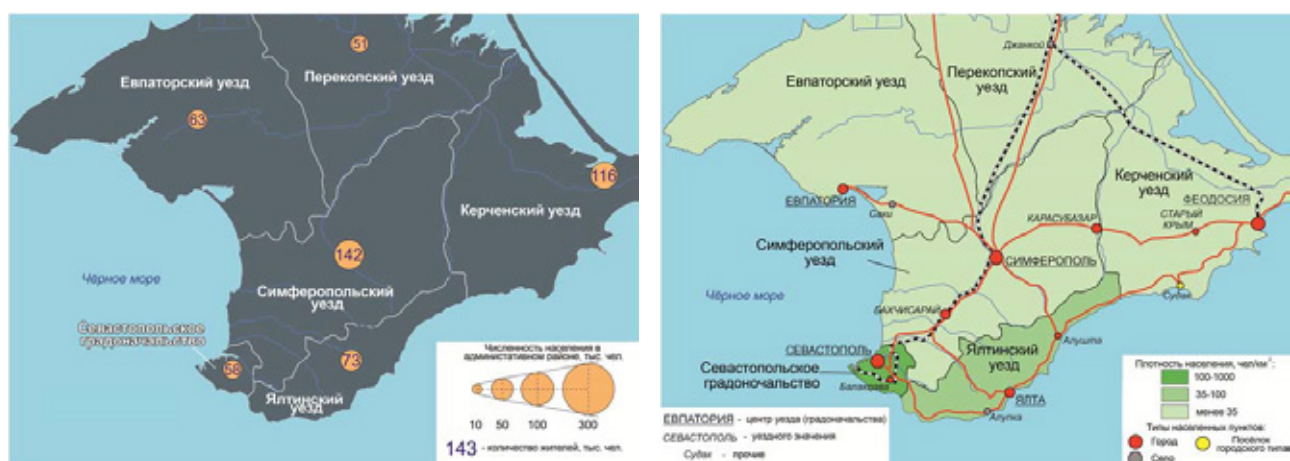 51
Евпаторский уезд
Перекопский уезд
63
116
Керченский уезд
142
Чёрное море
Симферопольский
уезд
Севастопольское
градоначальство
58
73
Ялтинский
уезд
Численность населения в
административном районе, тыс. чел.
10 50 100 300
143 - количество жителей, тыс. чел.
Джанкой
Евпаторский уезд
Перекопский
уезд
Керченский
уезд
ФЕОДОСИЯ
ЕВПАТОРИЯ
Саки
КАРАСУБАЗАР
СТАРЫЙ
КРЫМ
Симферопольский
уезд
СИМФЕРОПОЛЬ
Судак
Чёрное море
БАХЧИСАРАЙ
СЕВАСТОПОЛЬ
Ялтинский
уезд
Алушта
Севастопольское
градоночальство
Балаклава
ЯЛТА
Алупка
Плотность населения, чел/км²:
100-1000
35-100
менее 35
Типы населенных пунктов:
Город
Посёлок
городского типа
Село
ЕВПАТОРИЯ - центр уезда (градоначальства)
СЕВАСТОПОЛЬ - уездного значения
Судак - прочие